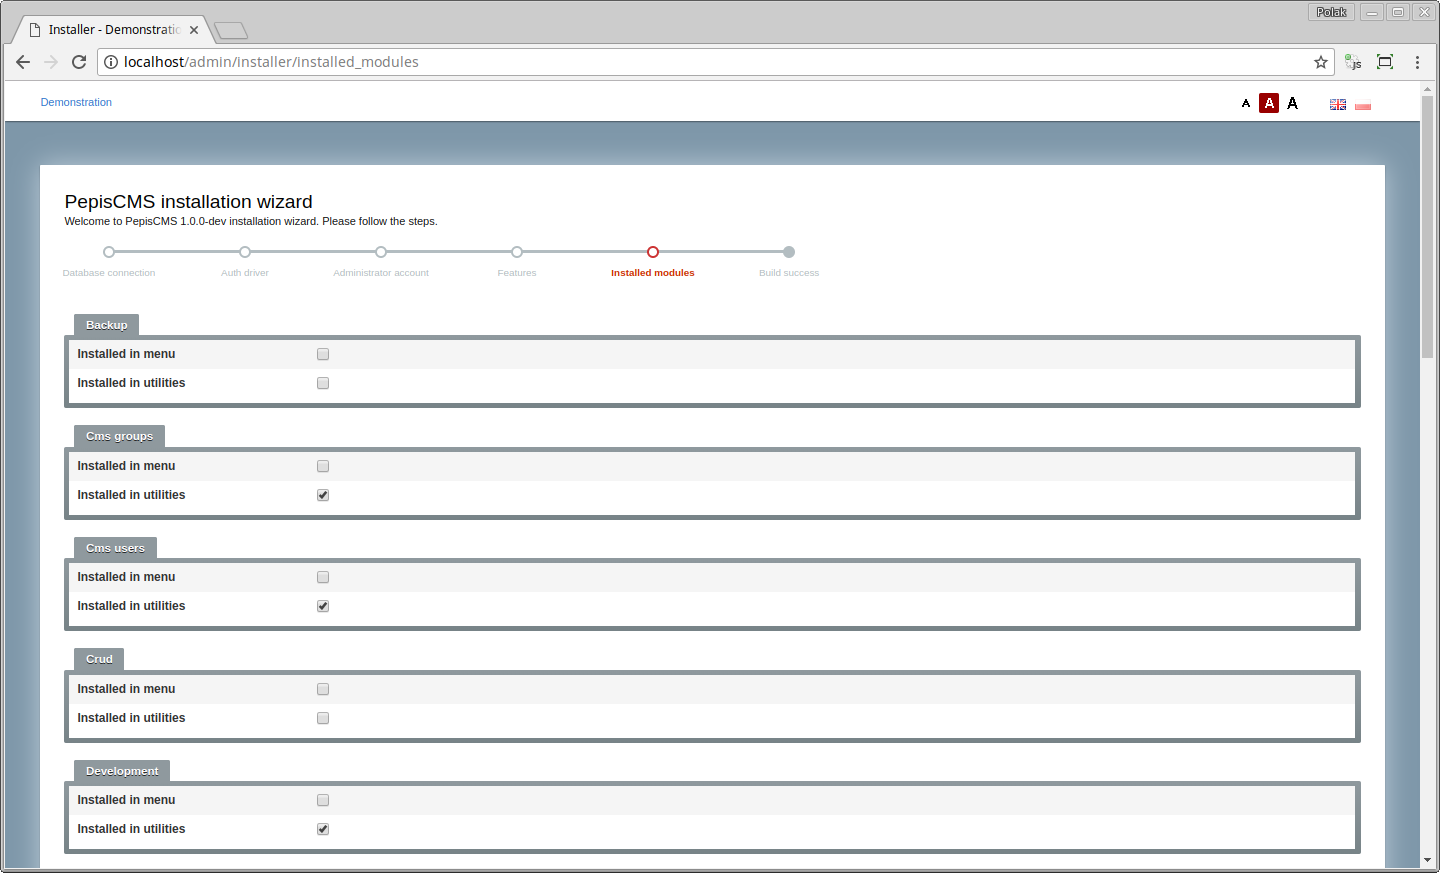 Polak
Installer - Demonstratio
localhost/admin/installer/installed_modules
JS
Demonstration
A A A
PepisCMS installation wizard
Welcome to PepisCMS 1.0.0-dev installation wizard. Please follow the steps.
Database connection Auth driver Administrator account Features Installed modules Build success
Backup
Installed in menu
Installed in utilities
Cms groups
Installed in menu
Installed in utilities
Cms users
Installed in menu
Installed in utilities
Crud
Installed in menu
Installed in utilities
Development
Installed in menu
Installed in utilities